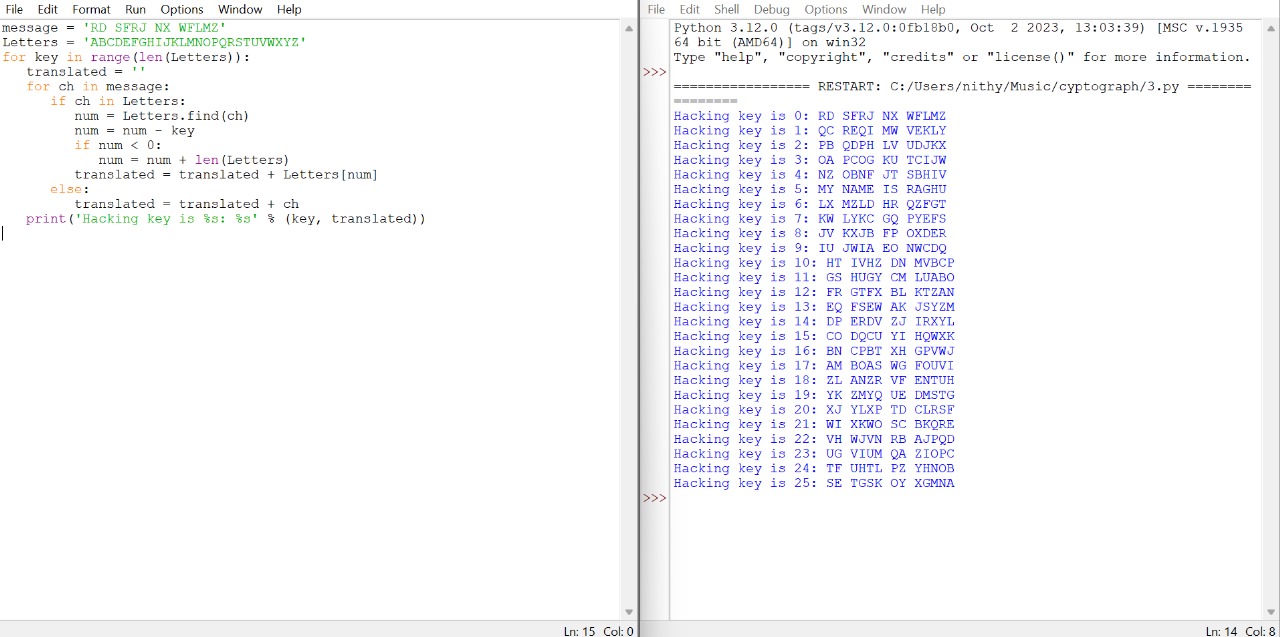 File Edit Format Run Options Window Help
message = 'RD SFRJ NX WFLMZ'
Letters = 'ABCDEFGHIJKLMNOPQRSTUVWXYZ'
for key in range(len(Letters)):
   translated = ''
   for ch in message:
      if ch in Letters:
         num = Letters.find(ch)
         num = num - key
         if num < 0:
            num = num + len(Letters)
         translated = translated + Letters[num]
      else:
         translated = translated + ch
   print('Hacking key is %s: %s' % (key, translated))
Ln: 15 Col: 0
File Edit Shell Debug Options Window Help
Python 3.12.0 (tags/v3.12.0:0fb18b0, Oct  2 2023, 13:03:39) [MSC v.1935
64 bit (AMD64)] on win32
Type "help", "copyright", "credits" or "license()" for more information.
>>>
================= RESTART: C:/Users/nithy/Music/cyptograph/3.py ========
========
Hacking key is 0: RD SFRJ NX WFLMZ
Hacking key is 1: QC REQI MW VEKLY
Hacking key is 2: PB QDPH LV UDJKX
Hacking key is 3: OA PCOG KU TCIJW
Hacking key is 4: NZ OBNF JT SBHIV
Hacking key is 5: MY NAME IS RAGHU
Hacking key is 6: LX MZLD HR QZFGT
Hacking key is 7: KW LYKC GQ PYEFS
Hacking key is 8: JV KXJB FP OXDER
Hacking key is 9: IU JWIA EO NWCDQ
Hacking key is 10: HT IVHZ DN MVBCP
Hacking key is 11: GS HUGY CM LUABO
Hacking key is 12: FR GTFX BL KTZAN
Hacking key is 13: EQ FSEW AK JSYZM
Hacking key is 14: DP ERDV ZJ IRXYL
Hacking key is 15: CO DQCU YI HQWXK
Hacking key is 16: BN CPBT XH GPVWJ
Hacking key is 17: AM BOAS WG FOUVI
Hacking key is 18: ZL ANZR VF ENTUH
Hacking key is 19: YK ZMYQ UE DMSTG
Hacking key is 20: XJ YLXP TD CLRSF
Hacking key is 21: WI XKWO SC BKQRE
Hacking key is 22: VH WJVN RB AJPQD
Hacking key is 23: UG VIUM QA ZIOPC
Hacking key is 24: TF UHTL PZ YHNOB
Hacking key is 25: SE TGSK OY XGMNA
>>>
Ln: 14 Col: 8